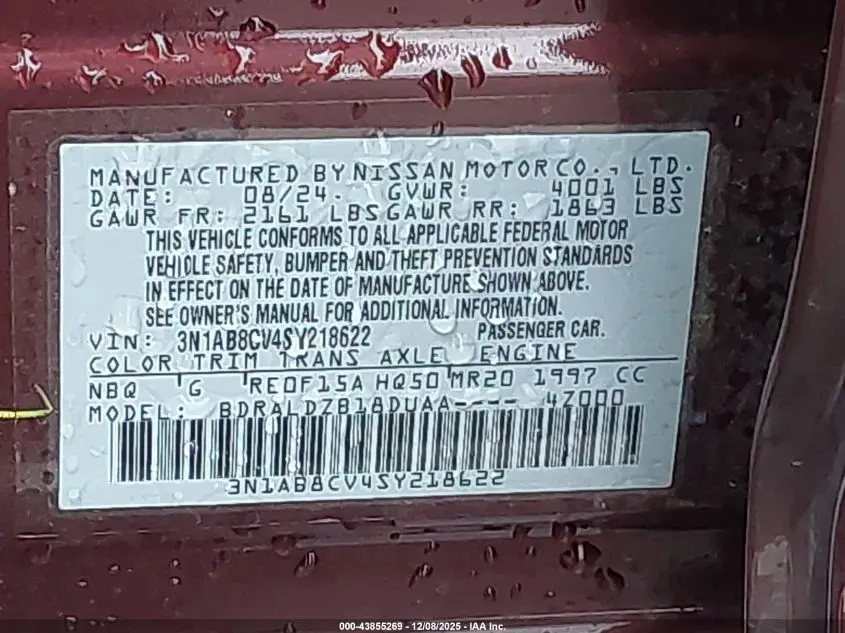 MANUFACTURED BY NISSAN MOTOR CO., LTD.
DATE: 08/24. GVWR: 4001 LBS
GAWR FR: 2161 LBS GAWR RR: 1863 LBS
THIS VEHICLE CONFORMS TO ALL APPLICABLE FEDERAL MOTOR
VEHICLE SAFETY, BUMPER AND THEFT PREVENTION STANDARDS
IN EFFECT ON THE DATE OF MANUFACTURE SHOWN ABOVE.
SEE OWNER'S MANUAL FOR ADDITIONAL INFORMATION.
VIN: 3N1AB8CV4SY218622 PASSENGER CAR.
COLOR TRIM TRANS AXLE ENGINE
NBQ G RE0F15A HQ50 MR20 1997 CC
MODEL: BDRALDZB18DUAA---- 4Z000
3N1AB8CV4SY218622
000-43855269 - 12/08/2025 - IAA Inc.